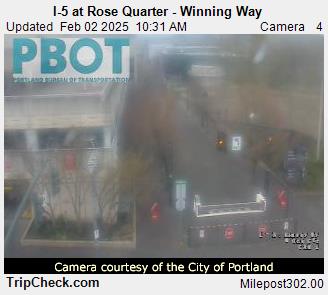 I-5 at Rose Quarter - Winning Way
Updated Feb 02 2025 10:31 AM Camera 4
PBOT
PORTLAND BUREAU OF TRANSPORTATION
Camera courtesy of the City of Portland
TripCheck.com Milepost302.00